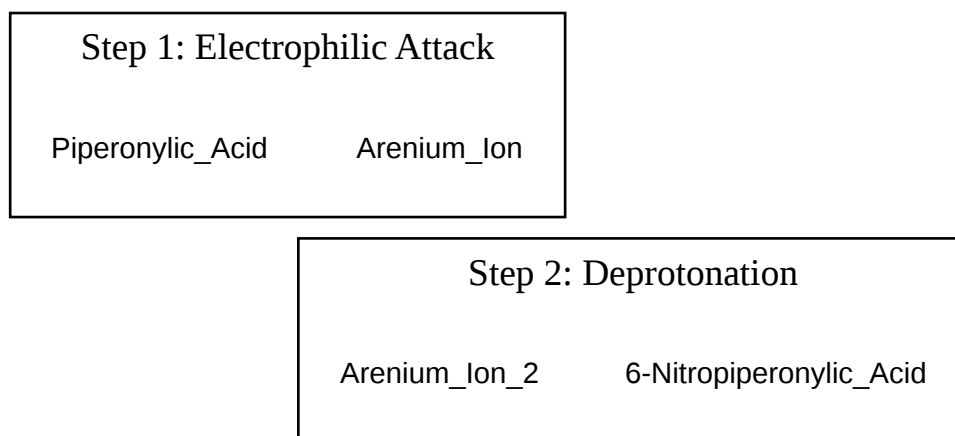 Step 1: Electrophilic Attack
Piperonylic_Acid Arenium_Ion
Step 2: Deprotonation
Arenium_Ion_2 6-Nitropiperonylic_Acid